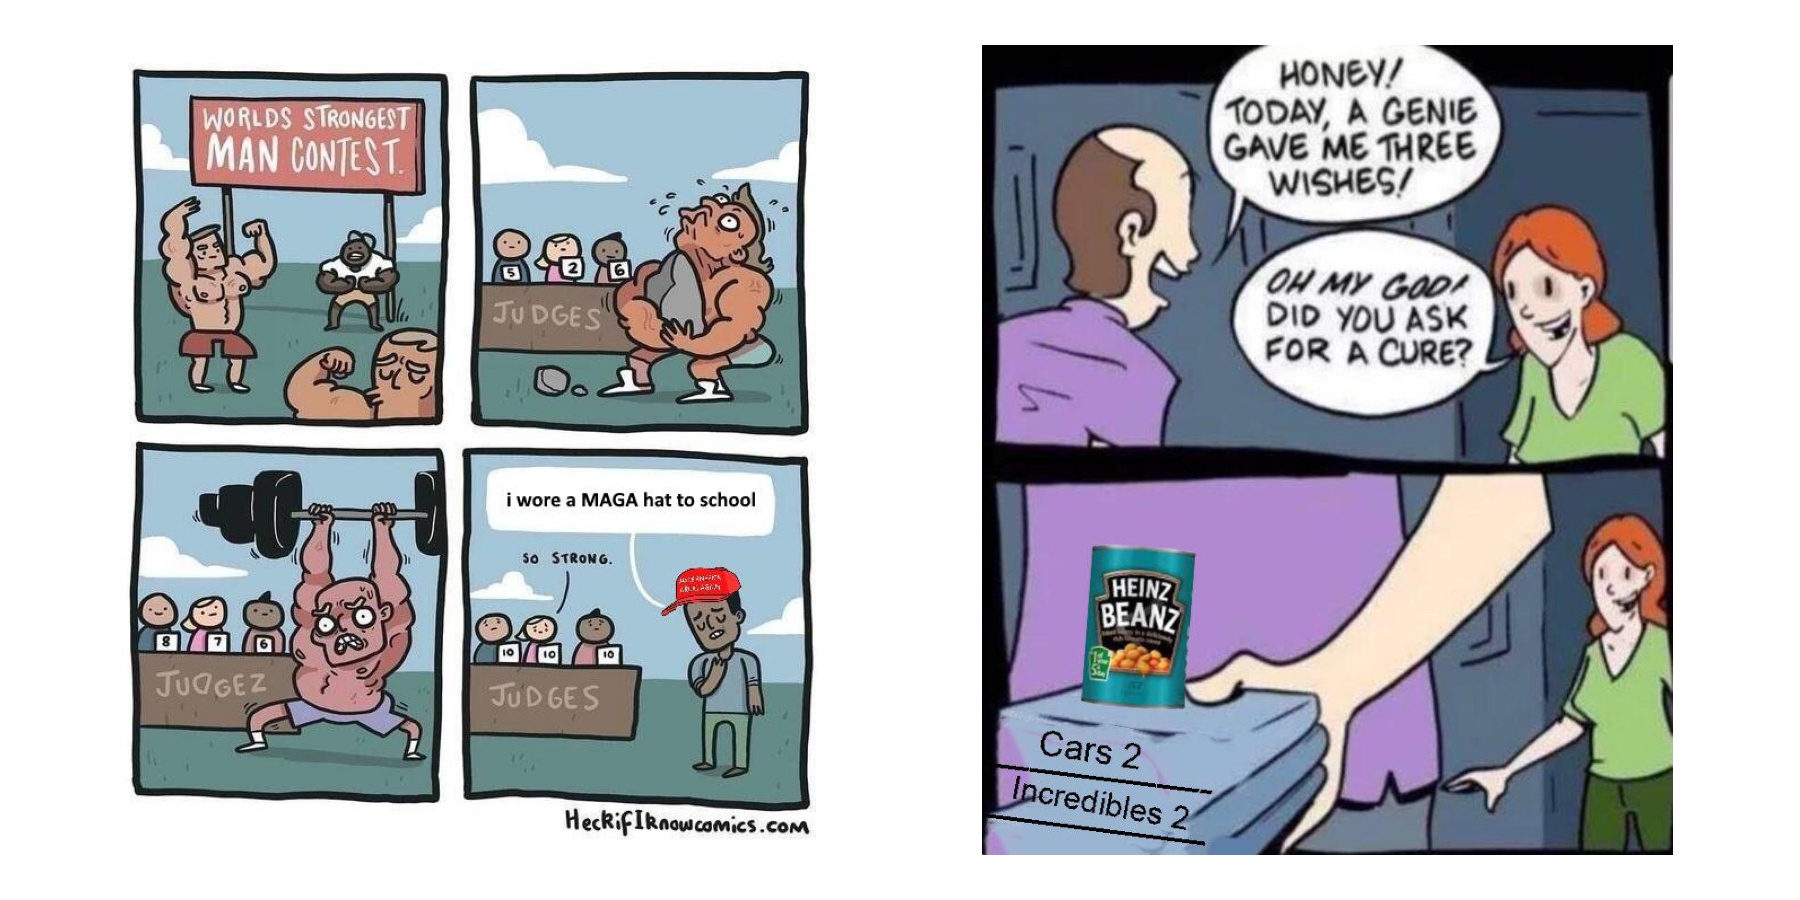 WORLDS STRONGEST
MAN CONTEST.
5
2
6
JUDGES
8
7
6
JUDGEZ
i wore a MAGA hat to school
SO STRONG.
10
10
10
JUDGES
HeckifIknowcomics.com
HONEY!
TODAY, A GENIE
GAVE ME THREE
WISHES!
OH MY GOD!
DID YOU ASK
FOR A CURE?
HEINZ
BEANZ
Cars 2
Incredibles 2